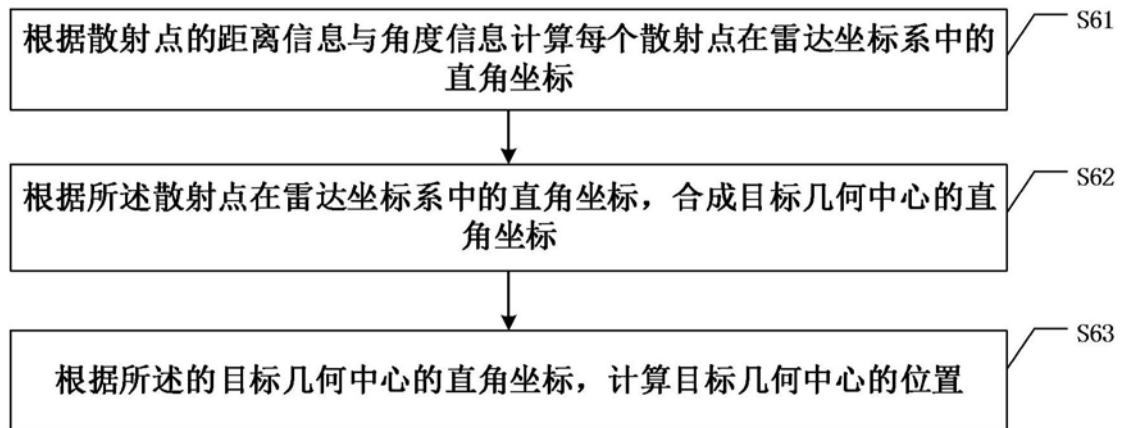 根据散射点的距离信息与角度信息计算每个散射点在雷达坐标系中的
直角坐标
S61
根据所述散射点在雷达坐标系中的直角坐标，合成目标几何中心的直
角坐标
S62
根据所述的目标几何中心的直角坐标，计算目标几何中心的位置
S63